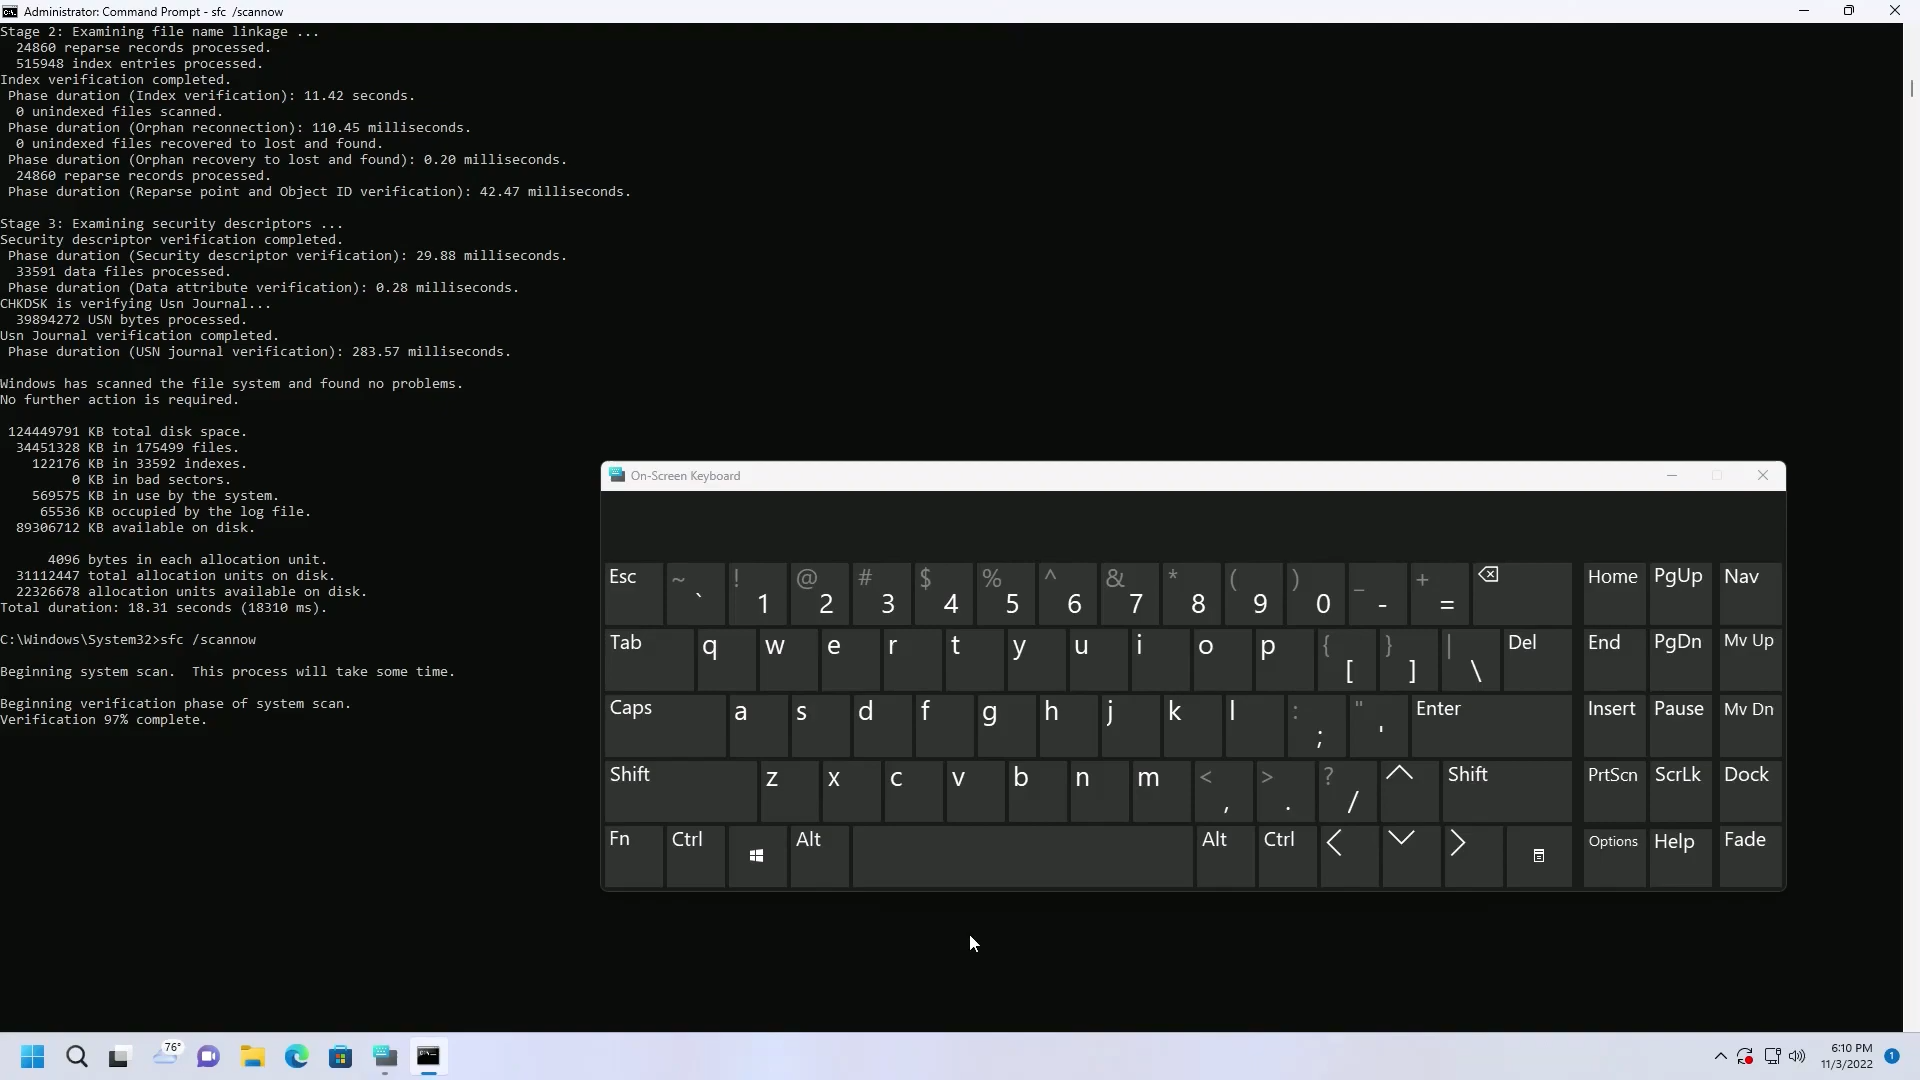 Administrator: Command Prompt - sfc  /scannow
Stage 2: Examining file name linkage ...
24860 reparse records processed.
515948 index entries processed.
Index verification completed.
Phase duration (Index verification): 11.42 seconds.
0 unindexed files scanned.
Phase duration (Orphan reconnection): 110.45 milliseconds.
0 unindexed files recovered to lost and found.
Phase duration (Orphan recovery to lost and found): 0.20 milliseconds.
24860 reparse records processed.
Phase duration (Reparse point and Object ID verification): 42.47 milliseconds.
Stage 3: Examining security descriptors ...
Security descriptor verification completed.
Phase duration (Security descriptor verification): 29.88 milliseconds.
33591 data files processed.
Phase duration (Data attribute verification): 0.28 milliseconds.
CHKDSK is verifying Usn Journal...
39894272 USN bytes processed.
Usn Journal verification completed.
Phase duration (USN journal verification): 283.57 milliseconds.
Windows has scanned the file system and found no problems.
No further action is required.
124449791 KB total disk space.
34451328 KB in 175499 files.
122176 KB in 33592 indexes.
0 KB in bad sectors.
569575 KB in use by the system.
65536 KB occupied by the log file.
89306712 KB available on disk.
4096 bytes in each allocation unit.
31112447 total allocation units on disk.
22326678 allocation units available on disk.
Total duration: 18.31 seconds (18310 ms).
C:\Windows\System32>sfc /scannow
Beginning system scan.  This process will take some time.
Beginning verification phase of system scan.
Verification 97% complete.
On-Screen Keyboard
Esc ~ ` ! 1 @ 2 # 3 $ 4 % 5 ^ 6 & 7 * 8 ( 9 ) 0 _ - + = Home PgUp Nav
Tab q w e r t y u i o p { [ } ] | \ Del End PgDn Mv Up
Caps a s d f g h j k l : ; " ' Enter Insert Pause Mv Dn
Shift z x c v b n m < , > . ? / Shift PrtScn ScrLk Dock
Fn Ctrl Alt Alt Ctrl Options Help Fade
76°
6:10 PM
11/3/2022
1